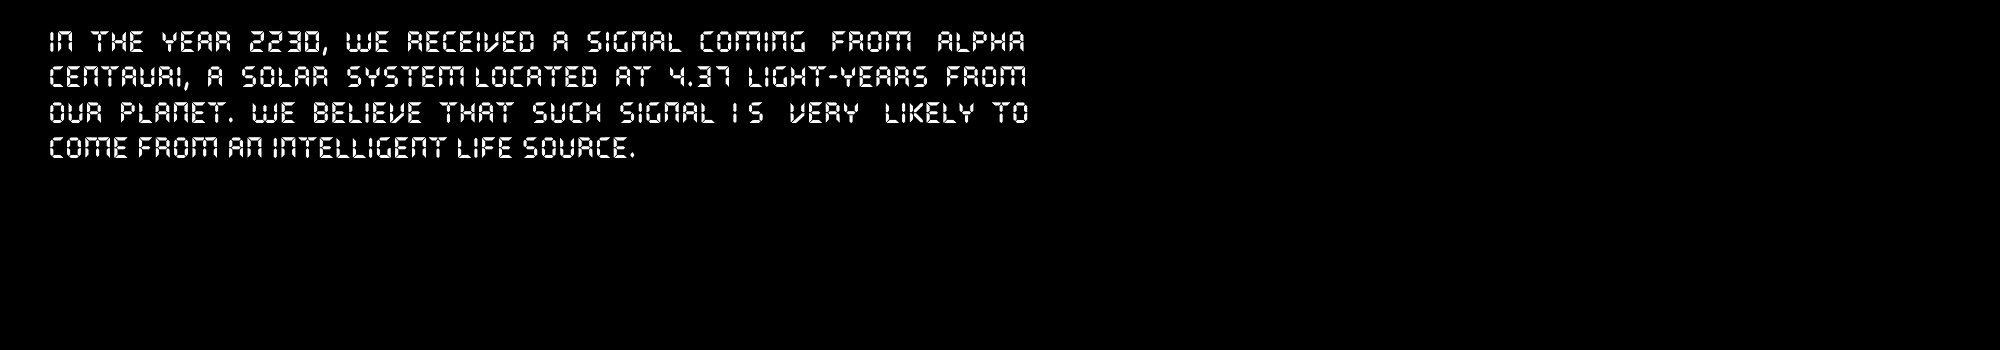 IN THE YEAR 2230, WE RECEIVED A SIGNAL COMING FROM ALPHA
CENTAURI, A SOLAR SYSTEM LOCATED AT 4.37 LIGHT-YEARS FROM
OUR PLANET. WE BELIEVE THAT SUCH SIGNAL IS VERY LIKELY TO
COME FROM AN INTELLIGENT LIFE SOURCE.